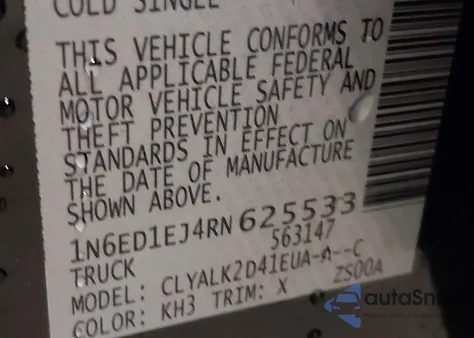 COLD SINGLE
THIS VEHICLE CONFORMS TO
ALL APPLICABLE FEDERAL
MOTOR VEHICLE SAFETY AND
THEFT PREVENTION
STANDARDS IN EFFECT ON
THE DATE OF MANUFACTURE
SHOWN ABOVE.
1N6ED1EJ4RN625533
TRUCK 563147
MODEL: CLYALK2D41EUA-A--C
COLOR: KH3 TRIM: X ZS00A